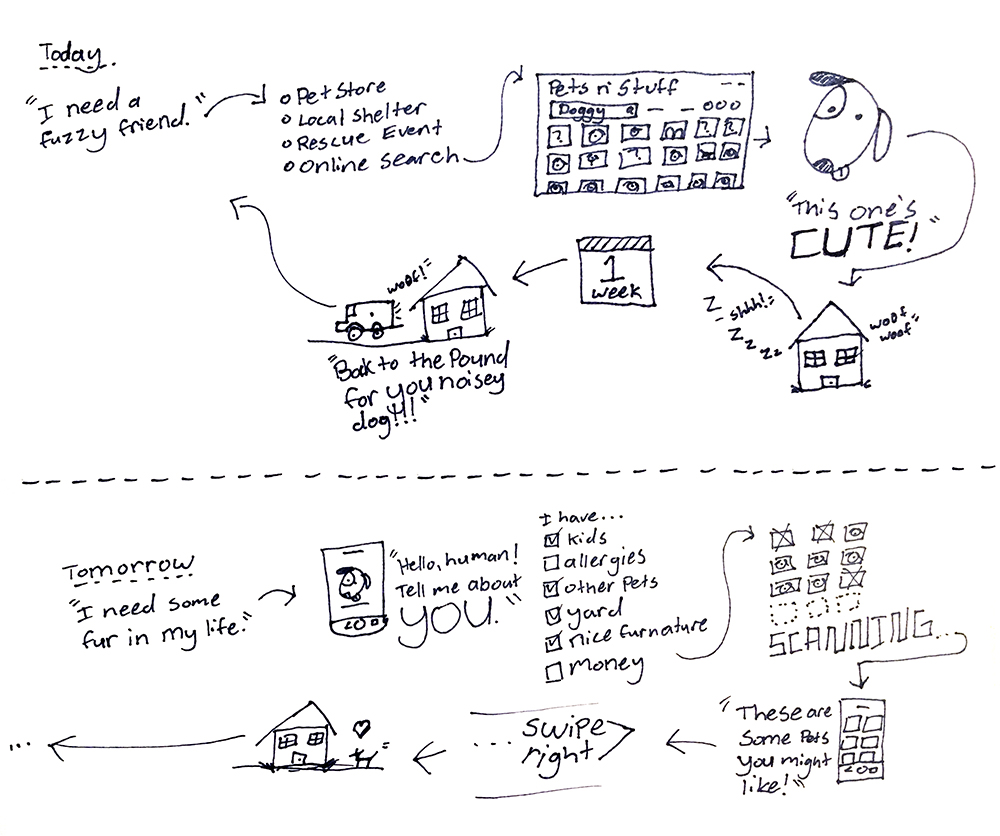 Today.
"I need a
fuzzy friend."
Pet Store
Local Shelter
Rescue Event
Online search
Pets n' Stuff
Doggy
"This one's
CUTE!"
woof
woof"
Z
shhh!
Z
Z
Z
Z
1
week
woof!
"Back to the Pound
for you noisey
dog!!!"
Tomorrow
"I need some
fur in my life."
"Hello, human!
Tell me about
YOU."
I have...
kids
allergies
other Pets
yard
nice furnature
money
SCANNING...
"These are
Some Pets
you might
like!"
... swipe
right
...